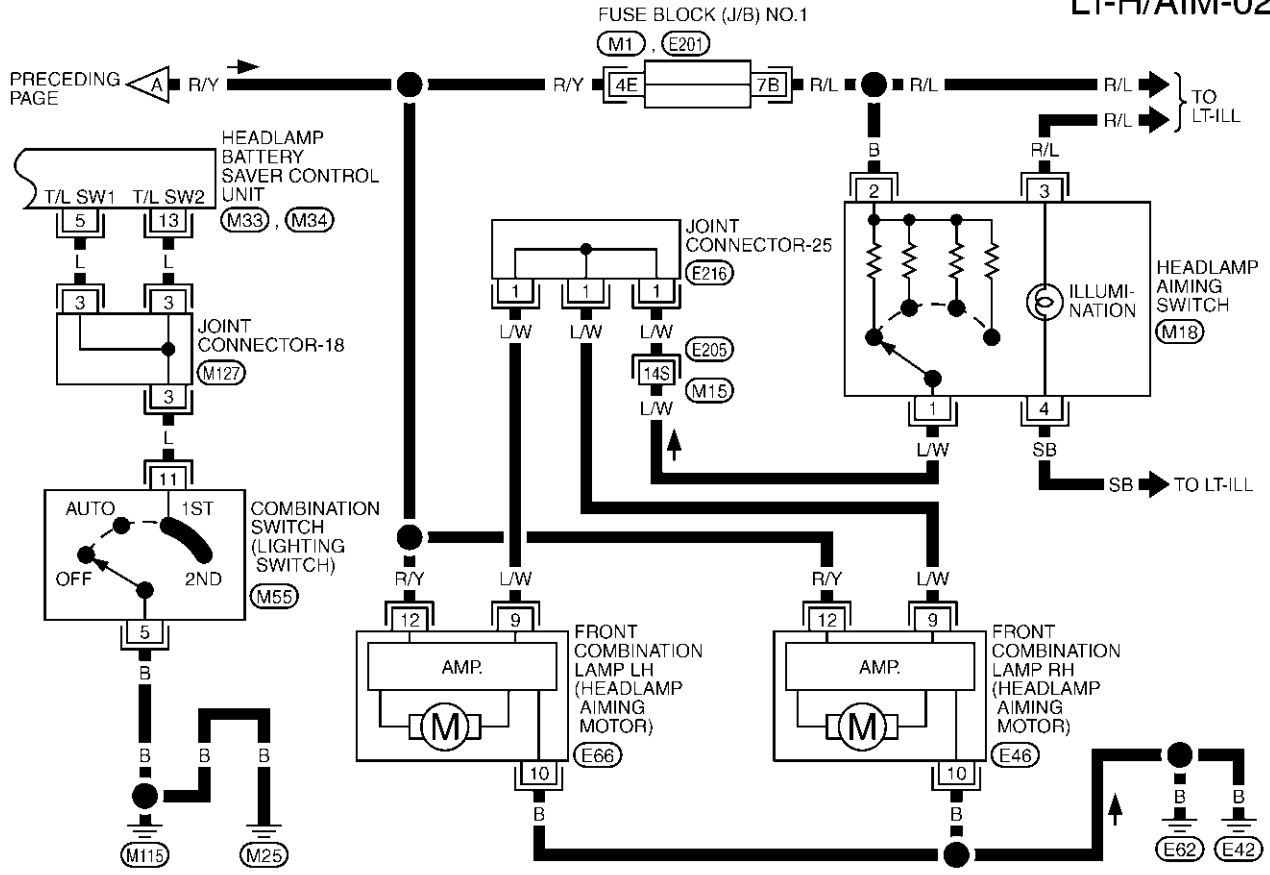 LT-H/AIM-02
FUSE BLOCK (J/B) NO.1
M1 , E201
PRECEDING
PAGE
A
R/Y
R/Y
4E
7B
R/L
R/L
R/L
R/L
TO
LT-ILL
B
R/L
HEADLAMP
BATTERY
SAVER CONTROL
UNIT
M33 , M34
T/L SW1
T/L SW2
5
13
L
L
3
3
JOINT
CONNECTOR-18
M127
3
L
11
AUTO
1ST
OFF
2ND
COMBINATION
SWITCH
(LIGHTING
SWITCH)
M55
5
B
B
B
B
M115
M25
JOINT
CONNECTOR-25
E216
1
1
1
L/W
L/W
L/W
E205
14S
M15
L/W
2
3
ILLUMI-
NATION
HEADLAMP
AIMING
SWITCH
M18
1
4
L/W
SB
SB
TO LT-ILL
R/Y
L/W
R/Y
L/W
12
9
AMP.
M
FRONT
COMBINATION
LAMP LH
(HEADLAMP
AIMING
MOTOR)
E66
10
B
12
9
AMP.
M
FRONT
COMBINATION
LAMP RH
(HEADLAMP
AIMING
MOTOR)
E46
10
B
B
B
E62
E42